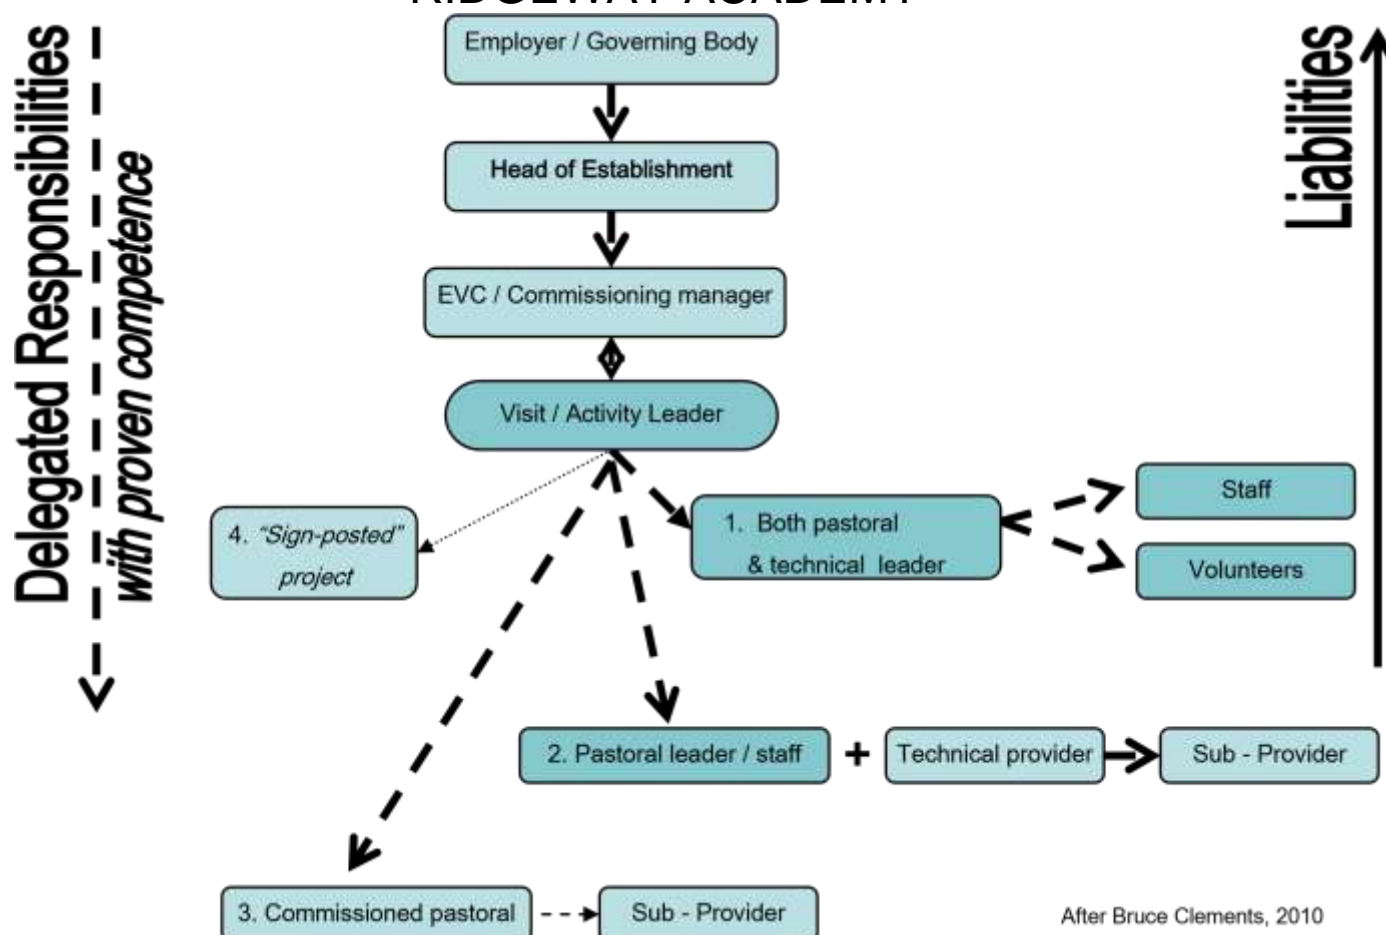 RIDGEWAY ACADEMY
Employer / Governing Body
Head of Establishment
EVC / Commissioning manager
Visit / Activity Leader
Delegated Responsibilities
with proven competence
Liabilities
4. "Sign-posted"
project
1. Both pastoral
& technical leader
Staff
Volunteers
2. Pastoral leader / staff
+
Technical provider
Sub - Provider
3. Commissioned pastoral
Sub - Provider
After Bruce Clements, 2010